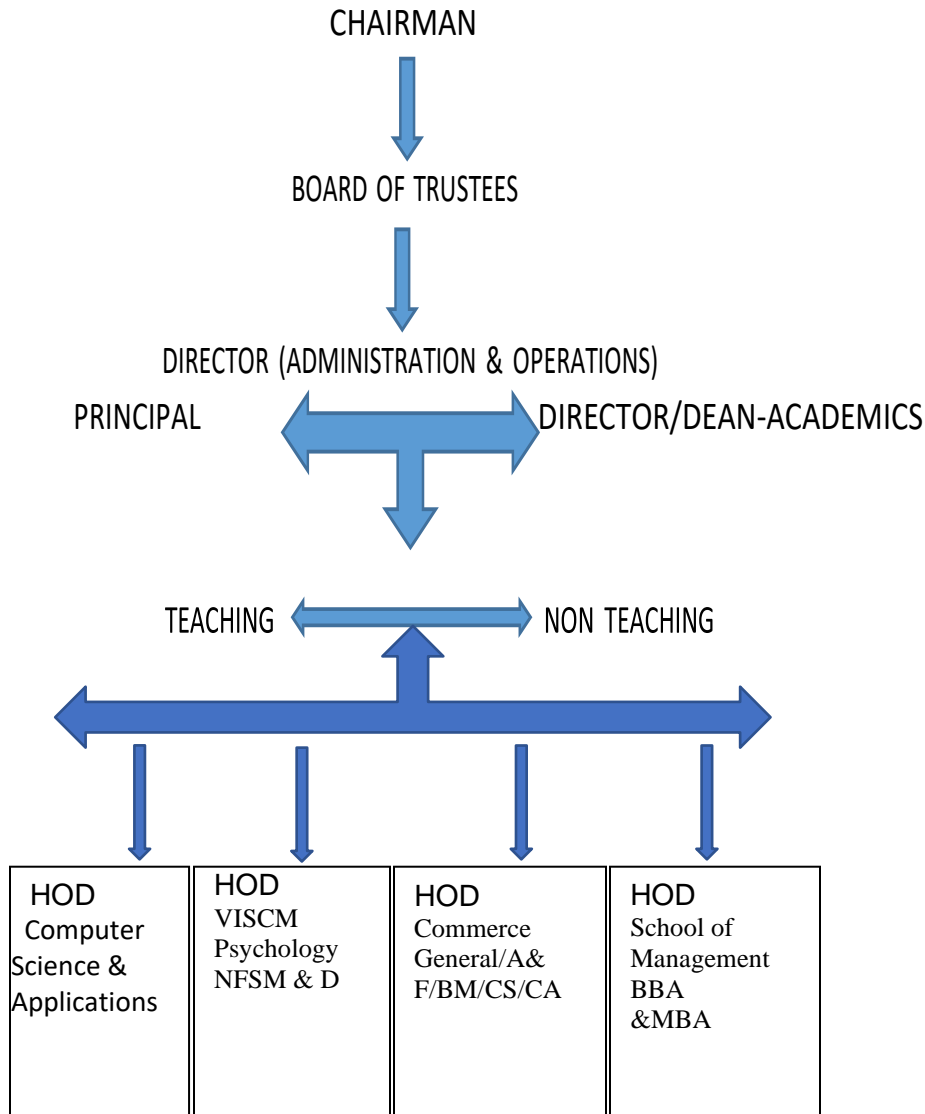 CHAIRMAN
BOARD OF TRUSTEES
DIRECTOR (ADMINISTRATION & OPERATIONS)
PRINCIPAL
DIRECTOR/DEAN-ACADEMICS
TEACHING
NON TEACHING
HOD
Computer
Science &
Applications
HOD
VISCM
Psychology
NFSM & D
HOD
Commerce
General/A&
F/BM/CS/CA
HOD
School of
Management
BBA
&MBA